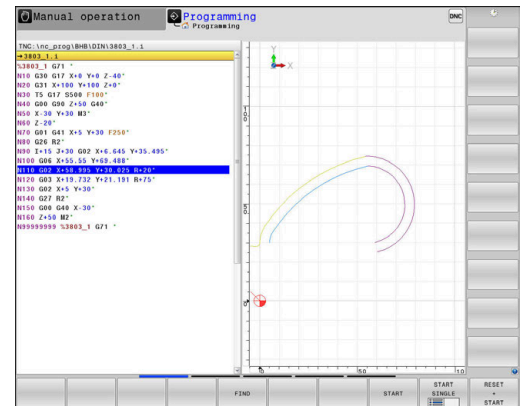 Manual operation
Programming
Programming
DNC
TNC:\nc_prog\BHB\DIN\3803_1.i
→3803_1.i
%3803_1 G71 *
N10 G30 G17 X+0 Y+0 Z-40*
N20 G31 X+100 Y+100 Z+0*
N30 T5 G17 S500 F100*
N40 G00 G90 Z+50 G40*
N50 X-30 Y+30 M3*
N60 Z-20*
N70 G01 G41 X+5 Y+30 F250*
N80 G26 R2*
N90 I+15 J+30 G02 X+6.645 Y+35.495*
N100 G06 X+55.55 Y+69.488*
N110 G02 X+58.995 Y+30.025 R+20*
N120 G03 X+19.732 Y+21.191 R+75*
N130 G02 X+5 Y+30*
N140 G27 R2*
N150 G00 G40 X-30*
N160 Z+50 M2*
N99999999 %3803_1 G71 *
Y
X
100
50
0
0
50
10
FIND
START
START
SINGLE
RESET
+
START